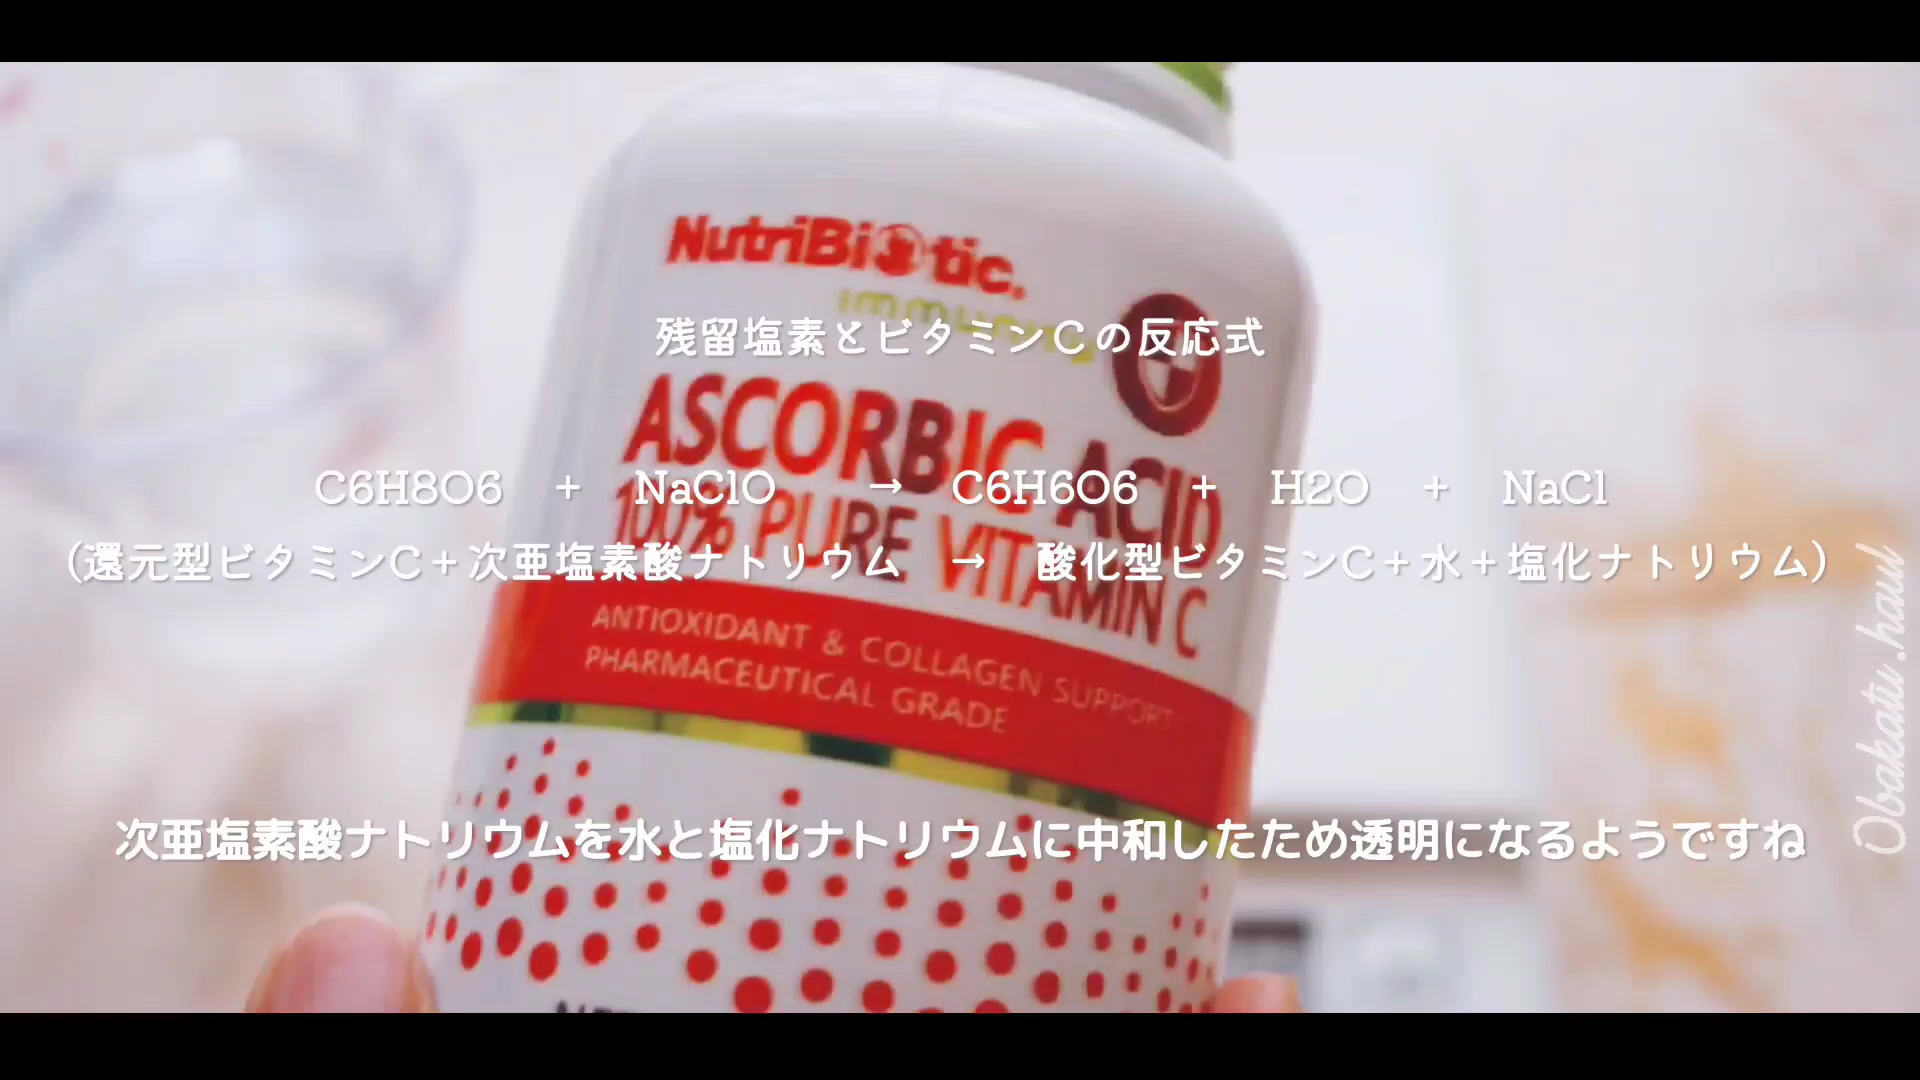 NutriBiotic.
immunity
残留塩素とビタミンCの反応式
ASCORBIC ACID
C6H8O6 + NaClO → C6H6O6 + H2O + NaCl
100% PURE VITAMIN C
(還元型ビタミンC+次亜塩素酸ナトリウム → 酸化型ビタミンC+水+塩化ナトリウム)
ANTIOXIDANT & COLLAGEN SUPPORT
PHARMACEUTICAL GRADE
次亜塩素酸ナトリウムを水と塩化ナトリウムに中和したため透明になるようですね
Obakatu.haul